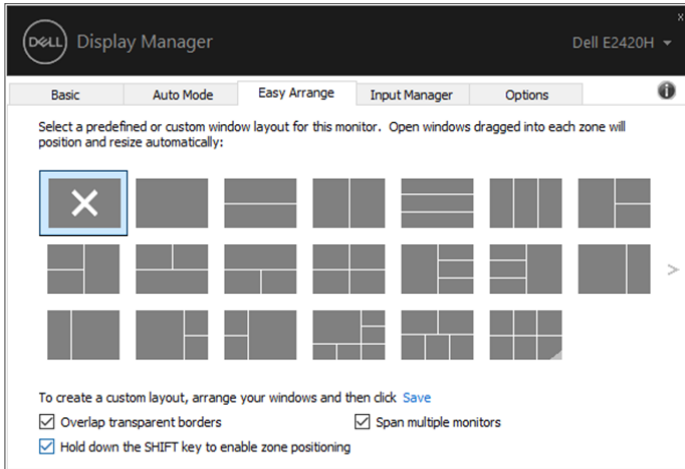 x
DELL Display Manager Dell E2420H
Basic Auto Mode Easy Arrange Input Manager Options
Select a predefined or custom window layout for this monitor. Open windows dragged into each zone will
position and resize automatically:
To create a custom layout, arrange your windows and then click Save
Overlap transparent borders Span multiple monitors
Hold down the SHIFT key to enable zone positioning